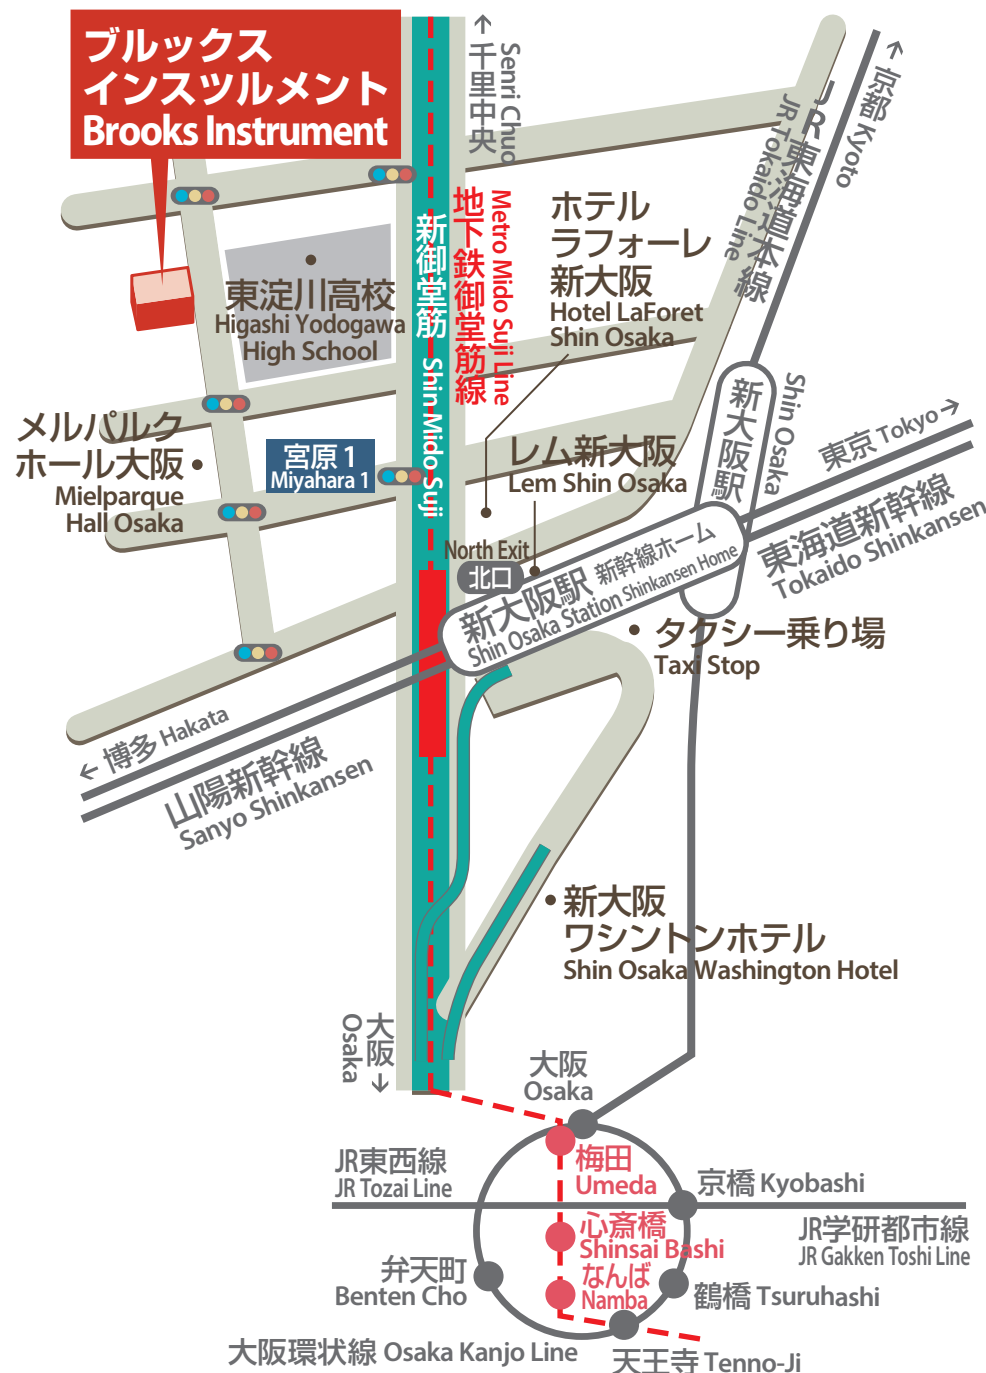 ブルックス
インスツルメント
Brooks Instrument
↑
千里中央
Senri Chuo
↑
京都 Kyoto
JR東海道本線
JR Tokaido Line
地下鉄御堂筋線
Metro Mido Suji Line
新御堂筋 Shin Mido Suji
ホテル
ラフォーレ
新大阪
Hotel LaForet
Shin Osaka
東淀川高校
Higashi Yodogawa
High School
メルパルク
ホール大阪
Mielparque
Hall Osaka
宮原 1
Miyahara 1
レム新大阪
Lem Shin Osaka
新大阪駅
Shin Osaka
東京 Tokyo →
東海道新幹線
Tokaido Shinkansen
North Exit
北口
新大阪駅 新幹線ホーム
Shin Osaka Station Shinkansen Home
タクシー乗り場
Taxi Stop
← 博多 Hakata
山陽新幹線
Sanyo Shinkansen
新大阪
ワシントンホテル
Shin Osaka Washington Hotel
大阪 →
Osaka
大阪
Osaka
梅田
Umeda
JR東西線
JR Tozai Line
京橋 Kyobashi
心斎橋
Shinsai Bashi
JR学研都市線
JR Gakken Toshi Line
弁天町
Benten Cho
なんば
Namba
鶴橋 Tsuruhashi
大阪環状線 Osaka Kanjo Line
天王寺 Tenno-Ji